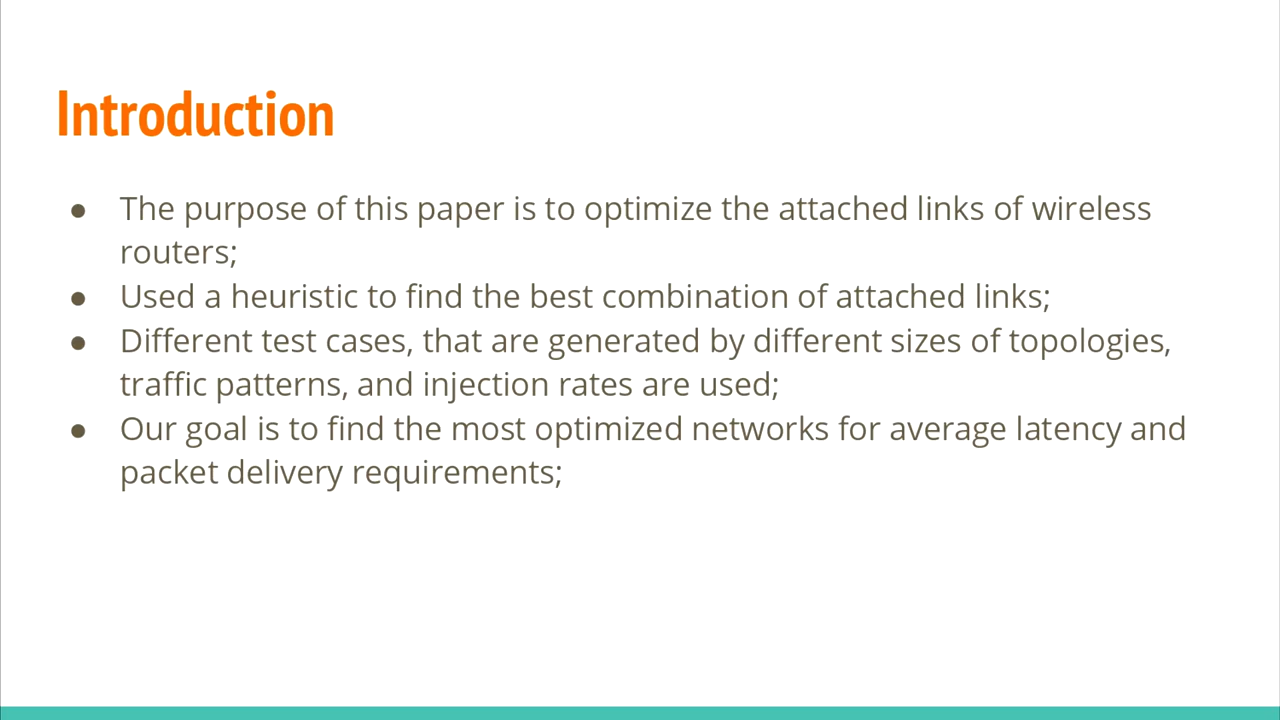 Introduction
● The purpose of this paper is to optimize the attached links of wireless
routers;
● Used a heuristic to find the best combination of attached links;
● Different test cases, that are generated by different sizes of topologies,
traffic patterns, and injection rates are used;
● Our goal is to find the most optimized networks for average latency and
packet delivery requirements;